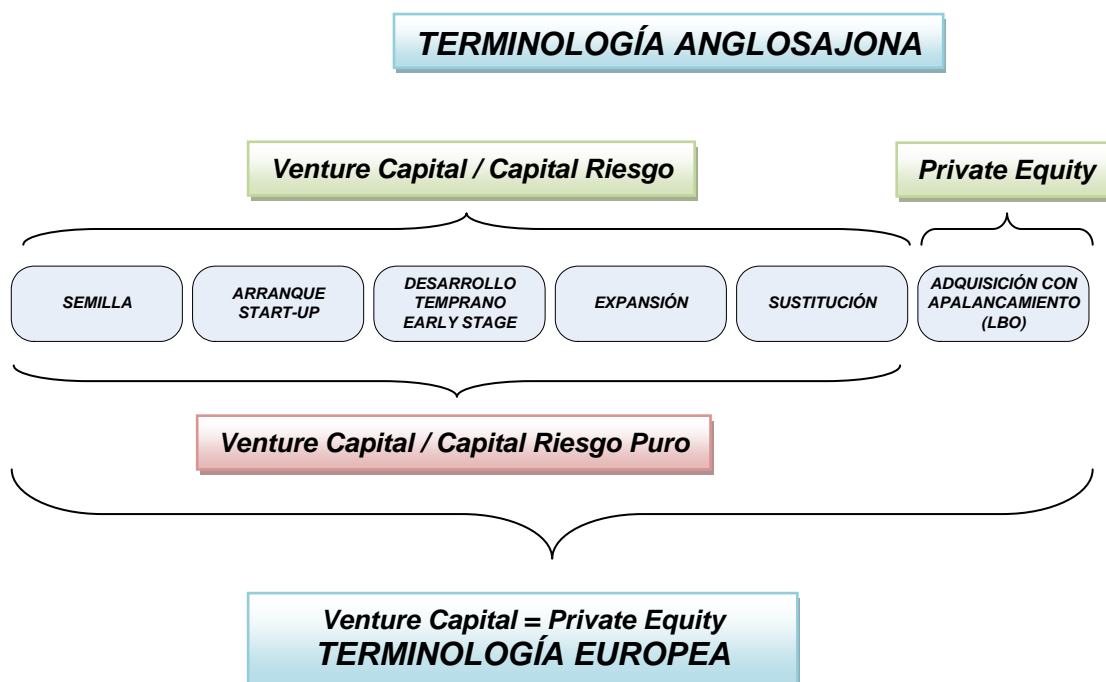 TERMINOLOGÍA ANGLOSAJONA
Venture Capital / Capital Riesgo
Private Equity
SEMILLA
ARRANQUE
START-UP
DESARROLLO
TEMPRANO
EARLY STAGE
EXPANSIÓN
SUSTITUCIÓN
ADQUISICIÓN CON
APALANCAMIENTO
(LBO)
Venture Capital / Capital Riesgo Puro
Venture Capital = Private Equity
TERMINOLOGÍA EUROPEA